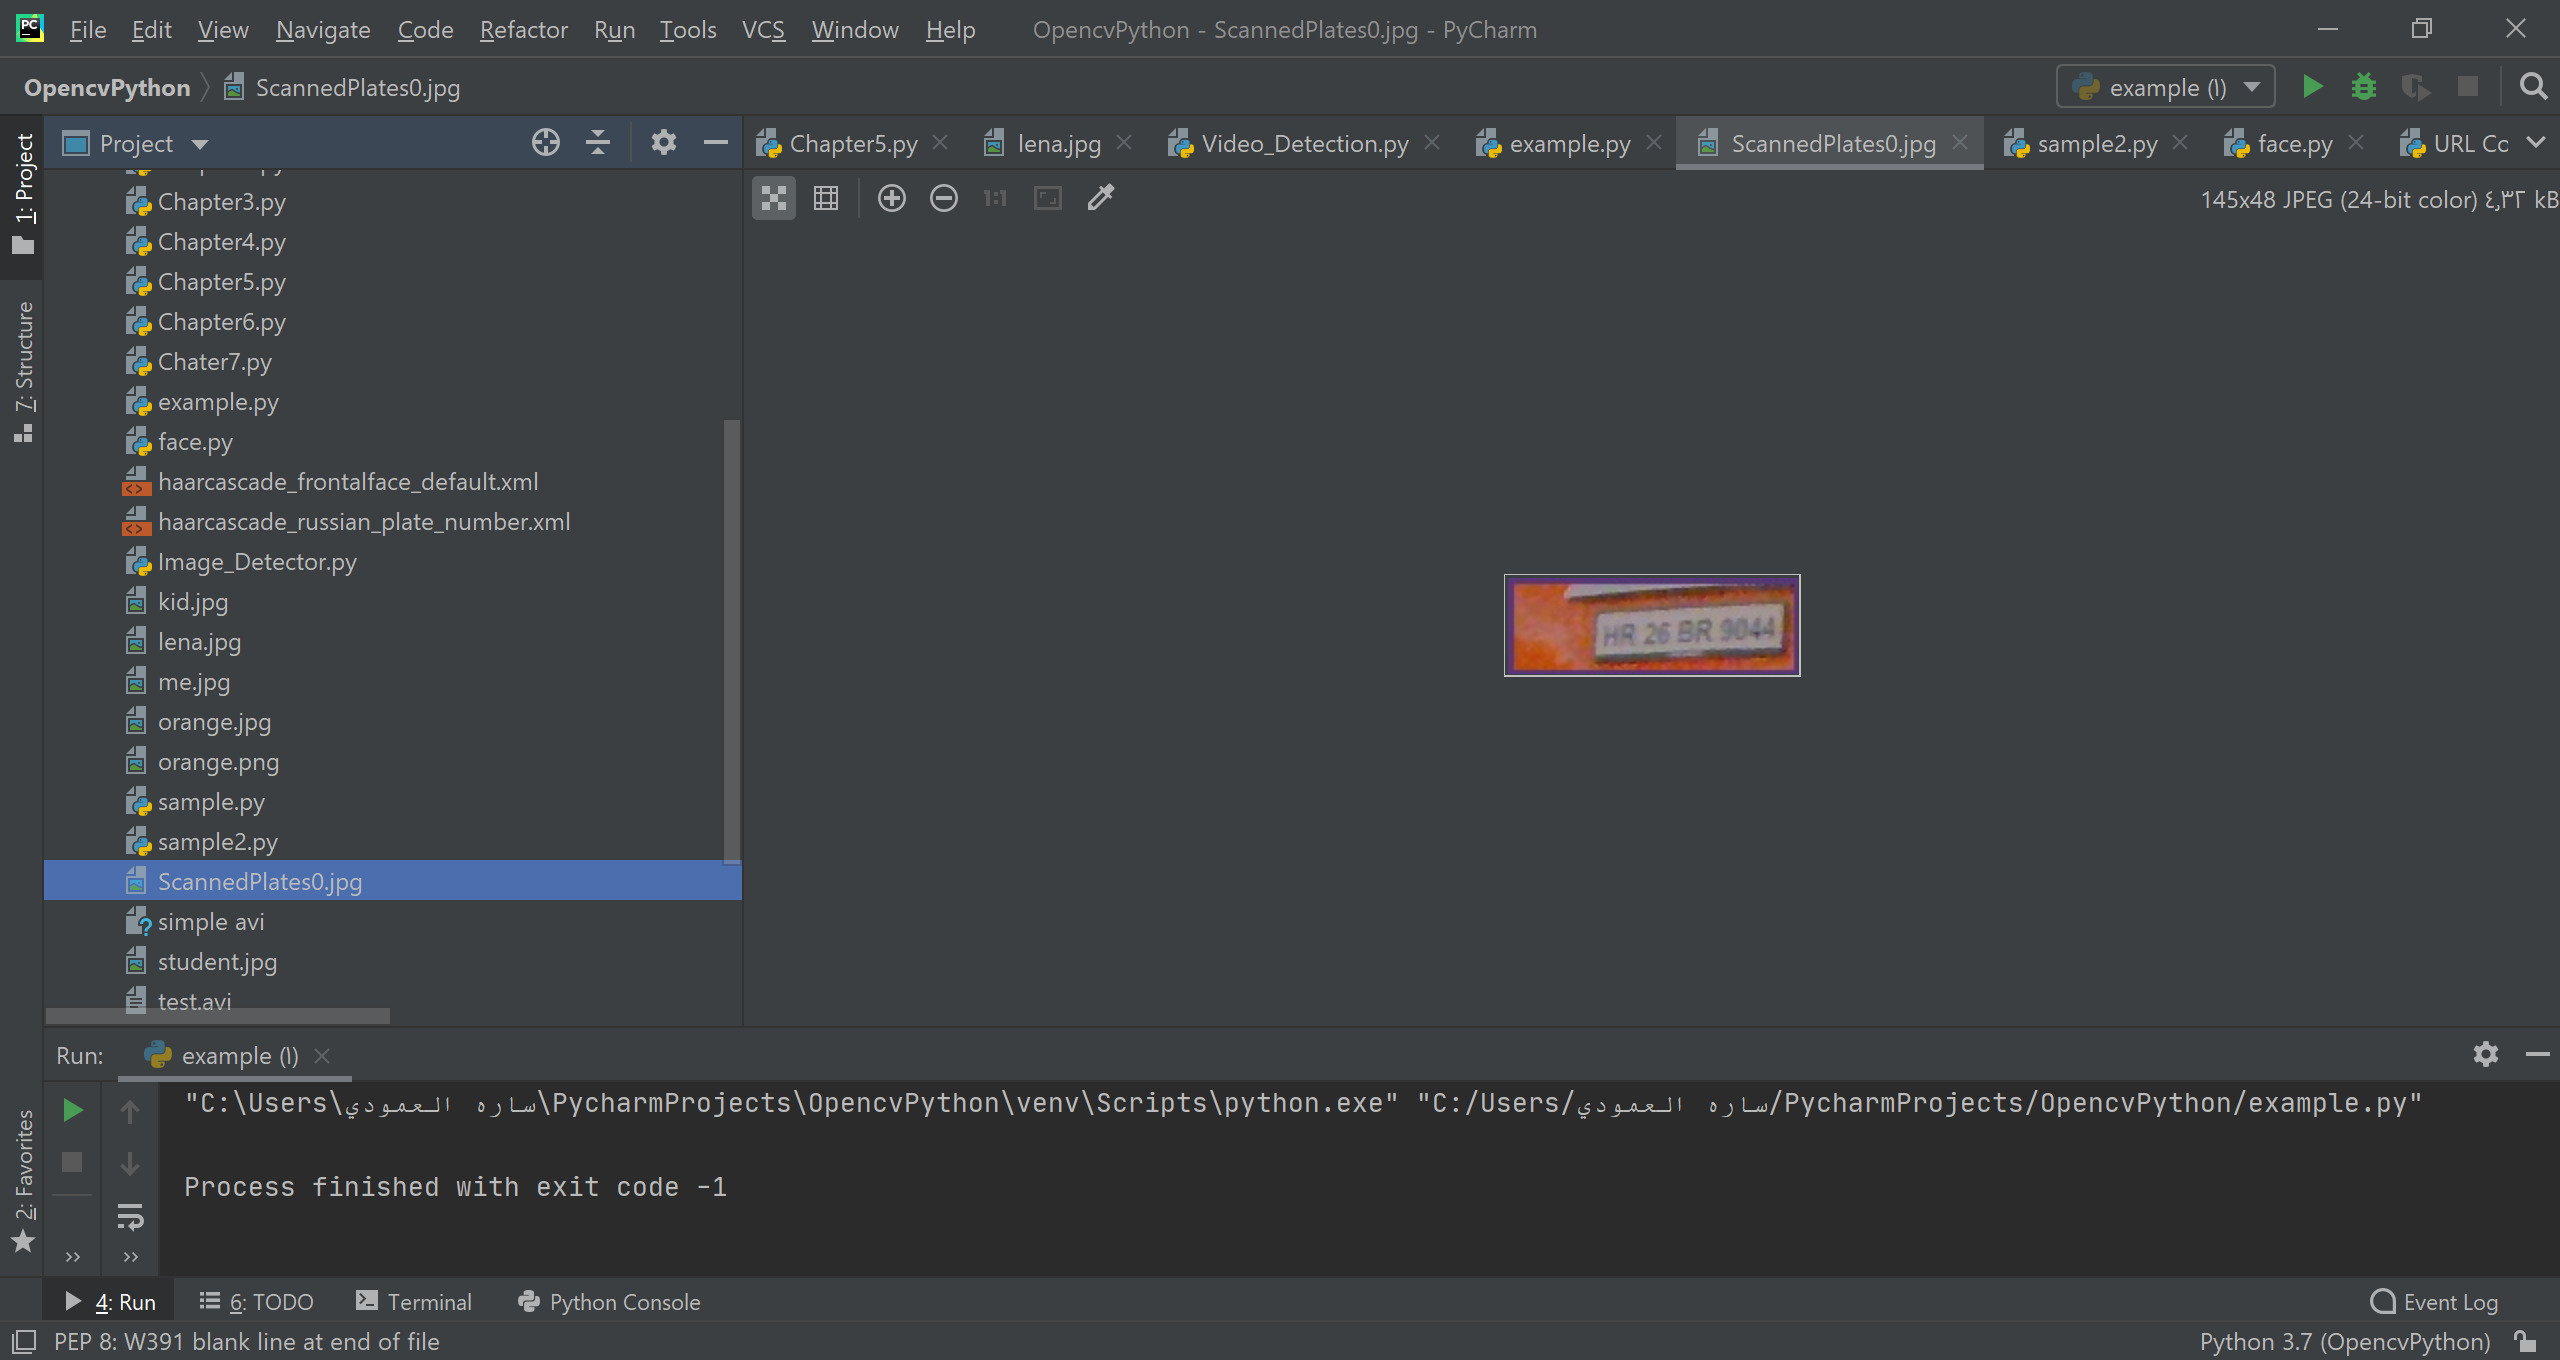 File Edit View Navigate Code Refactor Run Tools VCS Window Help OpencvPython - ScannedPlates0.jpg - PyCharm
OpencvPython ScannedPlates0.jpg example (۱)
1: Project
7: Structure
2: Favorites
Project
Chapter3.py
Chapter4.py
Chapter5.py
Chapter6.py
Chater7.py
example.py
face.py
haarcascade_frontalface_default.xml
haarcascade_russian_plate_number.xml
Image_Detector.py
kid.jpg
lena.jpg
me.jpg
orange.jpg
orange.png
sample.py
sample2.py
ScannedPlates0.jpg
simple avi
student.jpg
test.avi
Chapter5.py lena.jpg Video_Detection.py example.py ScannedPlates0.jpg sample2.py face.py URL Co
1:1 145x48 JPEG (24-bit color) ٤٫٣٢ kB
HR 26 BR 9044
Run: example (۱)
"C:\Users\ساره العمودي\PycharmProjects\OpencvPython\venv\Scripts\python.exe" "C:/Users/ساره العمودي/PycharmProjects/OpencvPython/example.py"
Process finished with exit code -1
4: Run 6: TODO Terminal Python Console Event Log
PEP 8: W391 blank line at end of file Python 3.7 (OpencvPython)